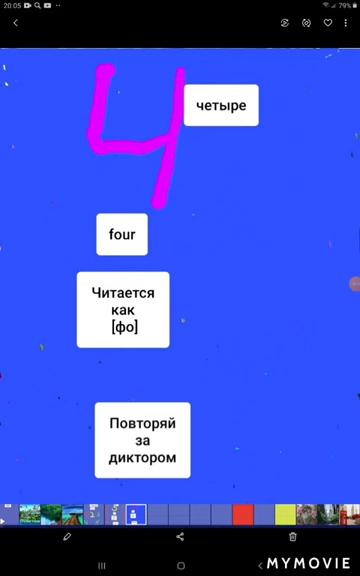 20:05
79%
4
четыре
four
Читается
как
[фо]
Повторяй
за
диктором
MYMOVIE